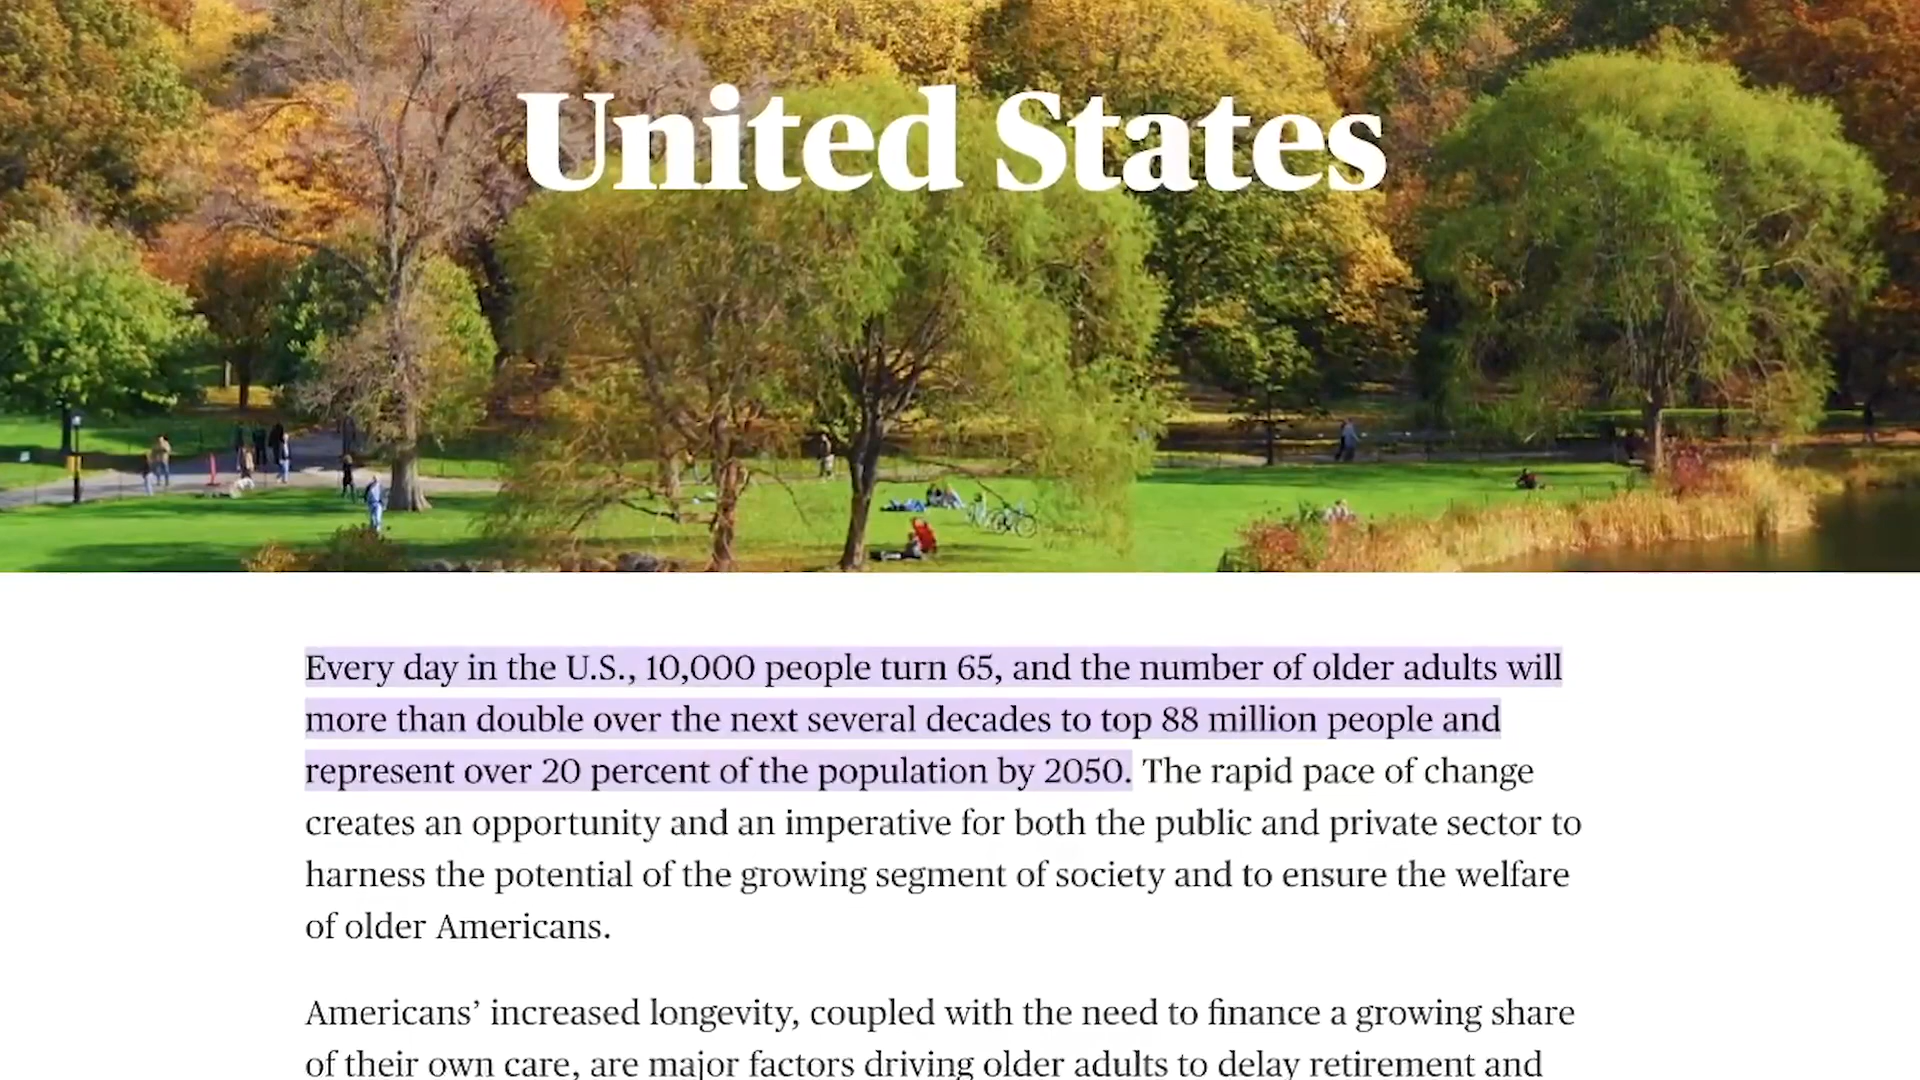 United States
Every day in the U.S., 10,000 people turn 65, and the number of older adults will
more than double over the next several decades to top 88 million people and
represent over 20 percent of the population by 2050. The rapid pace of change
creates an opportunity and an imperative for both the public and private sector to
harness the potential of the growing segment of society and to ensure the welfare
of older Americans.
Americans’ increased longevity, coupled with the need to finance a growing share
of their own care, are major factors driving older adults to delay retirement and